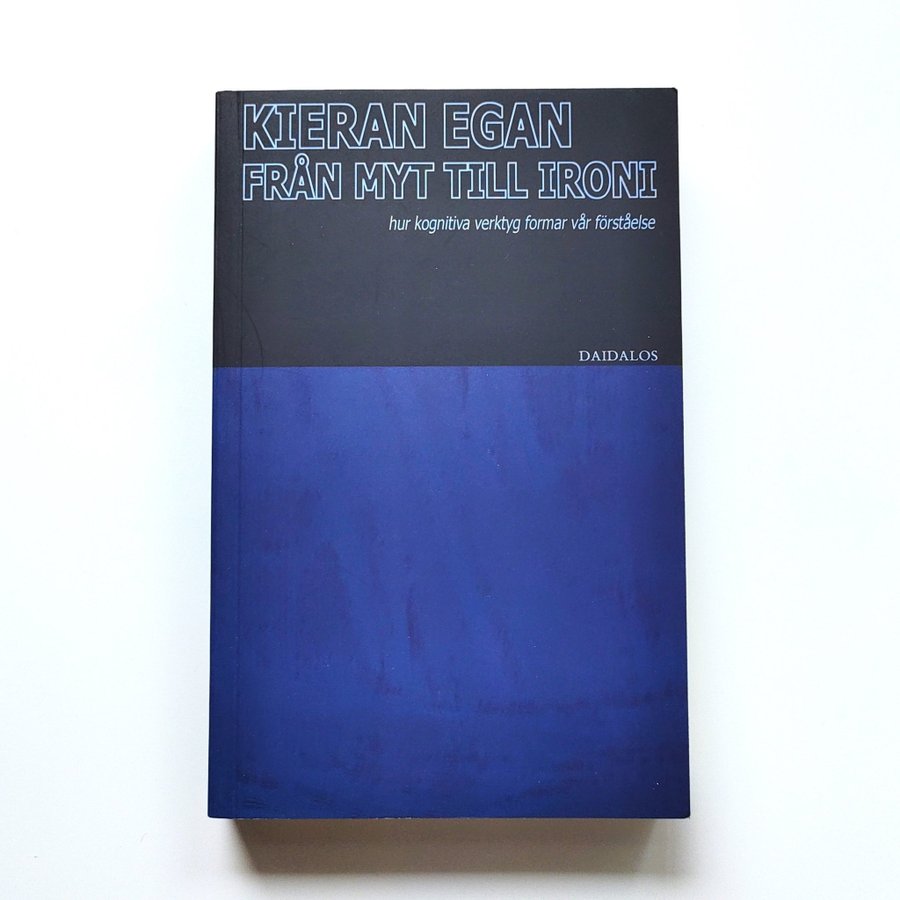 KIERAN EGAN
FRÅN MYT TILL IRONI
hur kognitiva verktyg formar vår förståelse
DAIDALOS